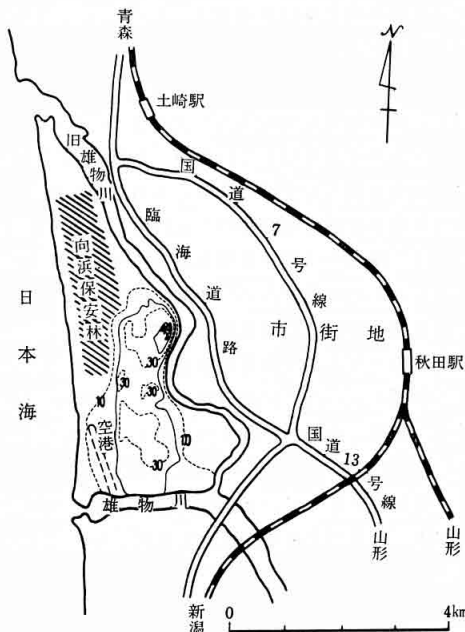 青森
N
土崎駅
旧雄物川
国道7号線
臨海道路
向浜保安林
日本海
市街地
秋田駅
30
30
30
30
10
10
空港
国道13号線
雄物川
山形
山形
新潟
0 4km